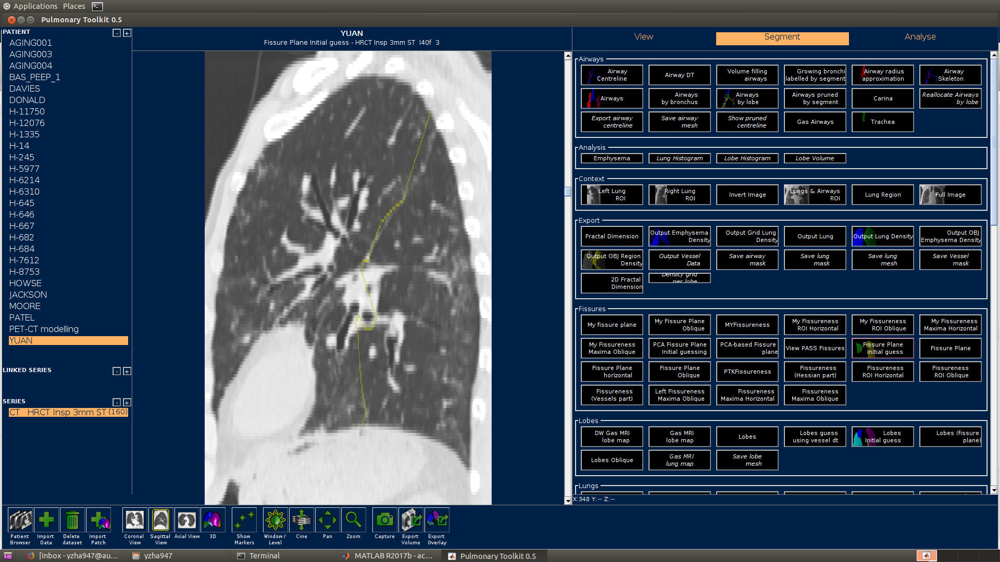 Applications Places
Pulmonary Toolkit 0.5
PATIENT - +
AGING001
AGING003
AGING004
BAS_PEEP_1
DAVIES
DONALD
H-11750
H-12076
H-1335
H-14
H-245
H-5977
H-6214
H-6310
H-645
H-646
H-667
H-682
H-684
H-7612
H-8753
HOWSE
JACKSON
MOORE
PATEL
PET-CT modelling
YUAN
LINKED SERIES - +
SERIES - +
CT HRCT Insp 3mm ST (160)
YUAN
Fissure Plane Initial guess - HRCT Insp 3mm ST I40f 3
View Segment Analyse
Airways
Airway Centreline
Airway DT
Volume filling airways
Growing bronchi labelled by segment
Airway radius approximation
Airway Skeleton
Airways
Airways by bronchus
Airways by lobe
Airways pruned by segment
Carina
Reallocate Airways by lobe
Export airway centreline
Save airway mesh
Show pruned centreline
Gas Airways
Trachea
Analysis
Emphysema
Lung Histogram
Lobe Histogram
Lobe Volume
Context
Left Lung ROI
Right Lung ROI
Invert Image
Lungs & Airways ROI
Lung Region
Full Image
Export
Fractal Dimension
Output Emphysema Density
Output Grid Lung Density
Output Lung
Output Lung Density
Output OBJ Emphysema Density
Output OBJ Region Density
Output Vessel Data
Save airway mask
Save lung mask
Save lung mesh
Save Vessel mask
2D Fractal Dimension
Density grid per lobe
Fissures
My fissure plane
My Fissure Plane Oblique
MYFissureness
My Fissureness ROI Horizontal
My Fissureness ROI Oblique
My Fissureness Maxima Horizontal
My Fissureness Maxima Oblique
PCA Fissure Plane Initial guessing
PCA-based Fissure plane
View PASS Fissures
Fissure Plane Initial guess
Fissure Plane
Fissure Plane horizontal
Fissure Plane Oblique
PTKFissureness
Fissureness (Hessian part)
Fissureness ROI Horizontal
Fissureness ROI Oblique
Fissureness (Vessels part)
Left Fissureness Maxima Oblique
Fissureness Maxima Horizontal
Fissureness Maxima Oblique
Lobes
DW Gas MRI lobe map
Gas MRI lobe map
Lobes
Lobes guess using vessel dt
Lobes Initial guess
Lobes (fissure plane)
Lobes Oblique
Gas MRI lung map
Save lobe mesh
Lungs
X:348 Y:-- Z:--
Patient Browser
Import Data
Delete dataset
Import Patch
Coronal View
Sagittal View
Axial View
3D
Show Markers
Window / Level
Cine
Pan
Zoom
Capture
Export Volume
Export Overlay
[Inbox - yzha947@au... yzha947 Terminal MATLAB R2017b - ac... Pulmonary Toolkit 0.5